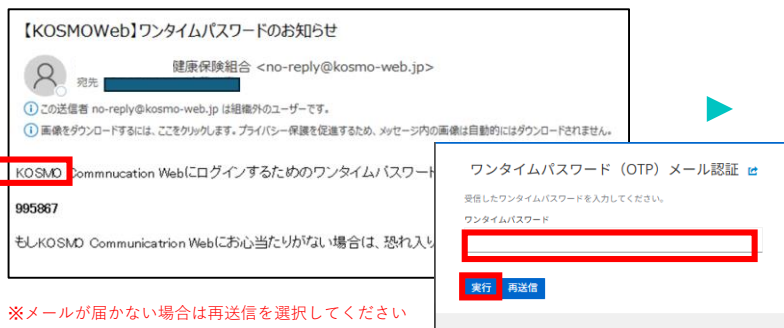 【KOSMOWeb】ワンタイムパスワードのお知らせ
健康保険組合 <no-reply@kosmo-web.jp>
宛先
この送信者 no-reply@kosmo-web.jp は組織外のユーザーです。
画像をダウンロードするには、ここをクリックします。プライバシー保護を促進するため、メッセージ内の画像は自動的にはダウンロードされません。
KOSMO Commnucation Webにログインするためのワンタイムパスワート
995867
もしKOSMO Communicatrion Webにお心当たりがない場合は、恐れ入り
ワンタイムパスワード（OTP）メール認証
受信したワンタイムパスワードを入力してください。
ワンタイムパスワード
実行 再送信
※メールが届かない場合は再送信を選択してください